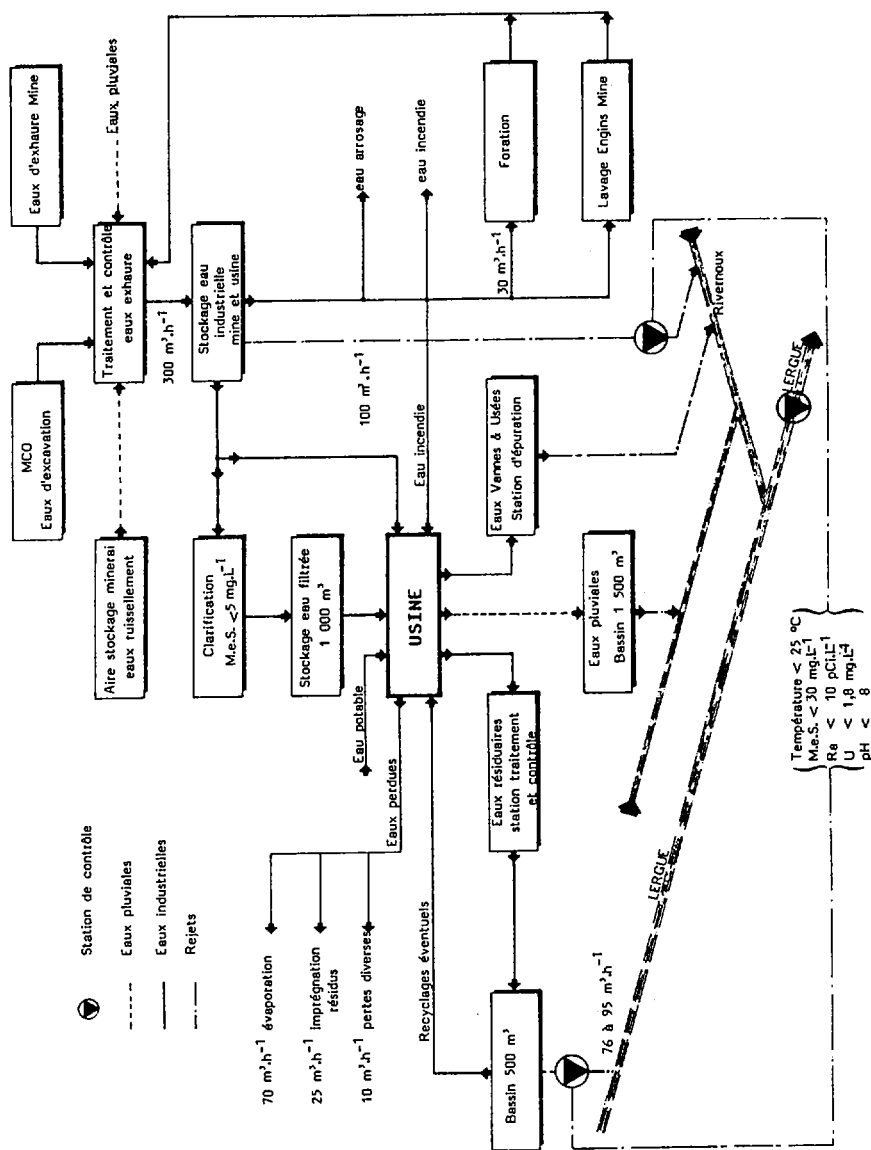 MCO
Eaux d'excavation
Eaux d'exhaure Mine
Aire stockage minerai
eaux ruissellement
Traitement et contrôle
eaux exhaure
Eaux pluviales
300 m³.h⁻¹
Clarification
M.e.S. <5 mg.L⁻¹
Stockage eau
industrielle
mine et usine
Stockage eau filtrée
1 000 m³
100 m³.h⁻¹
eau arrosage
Eau incendie
eau incendie
30 m³.h⁻¹
Foration
Lavage Engins Mine
Eau potable
USINE
Eaux perdues
70 m³.h⁻¹ évaporation
25 m³.h⁻¹ imprégnation
résidus
10 m³.h⁻¹ pertes diverses
Recyclages éventuels
Bassin 500 m³
Eaux résiduaires
station traitement
et contrôle
Eaux pluviales
Bassin 1 500 m³
Eaux Vannes & Usées
Station d'épuration
76 à 95 m³.h⁻¹
LERGUE
Rivernoux
LERGUE
Température < 25 °C
M.e.S. < 30 mg.L⁻¹
Ra < 10 pCi.L⁻¹
U < 1,8 mg.L⁻¹
pH < 8
Station de contrôle
Eaux pluviales
Eaux industrielles
Rejets